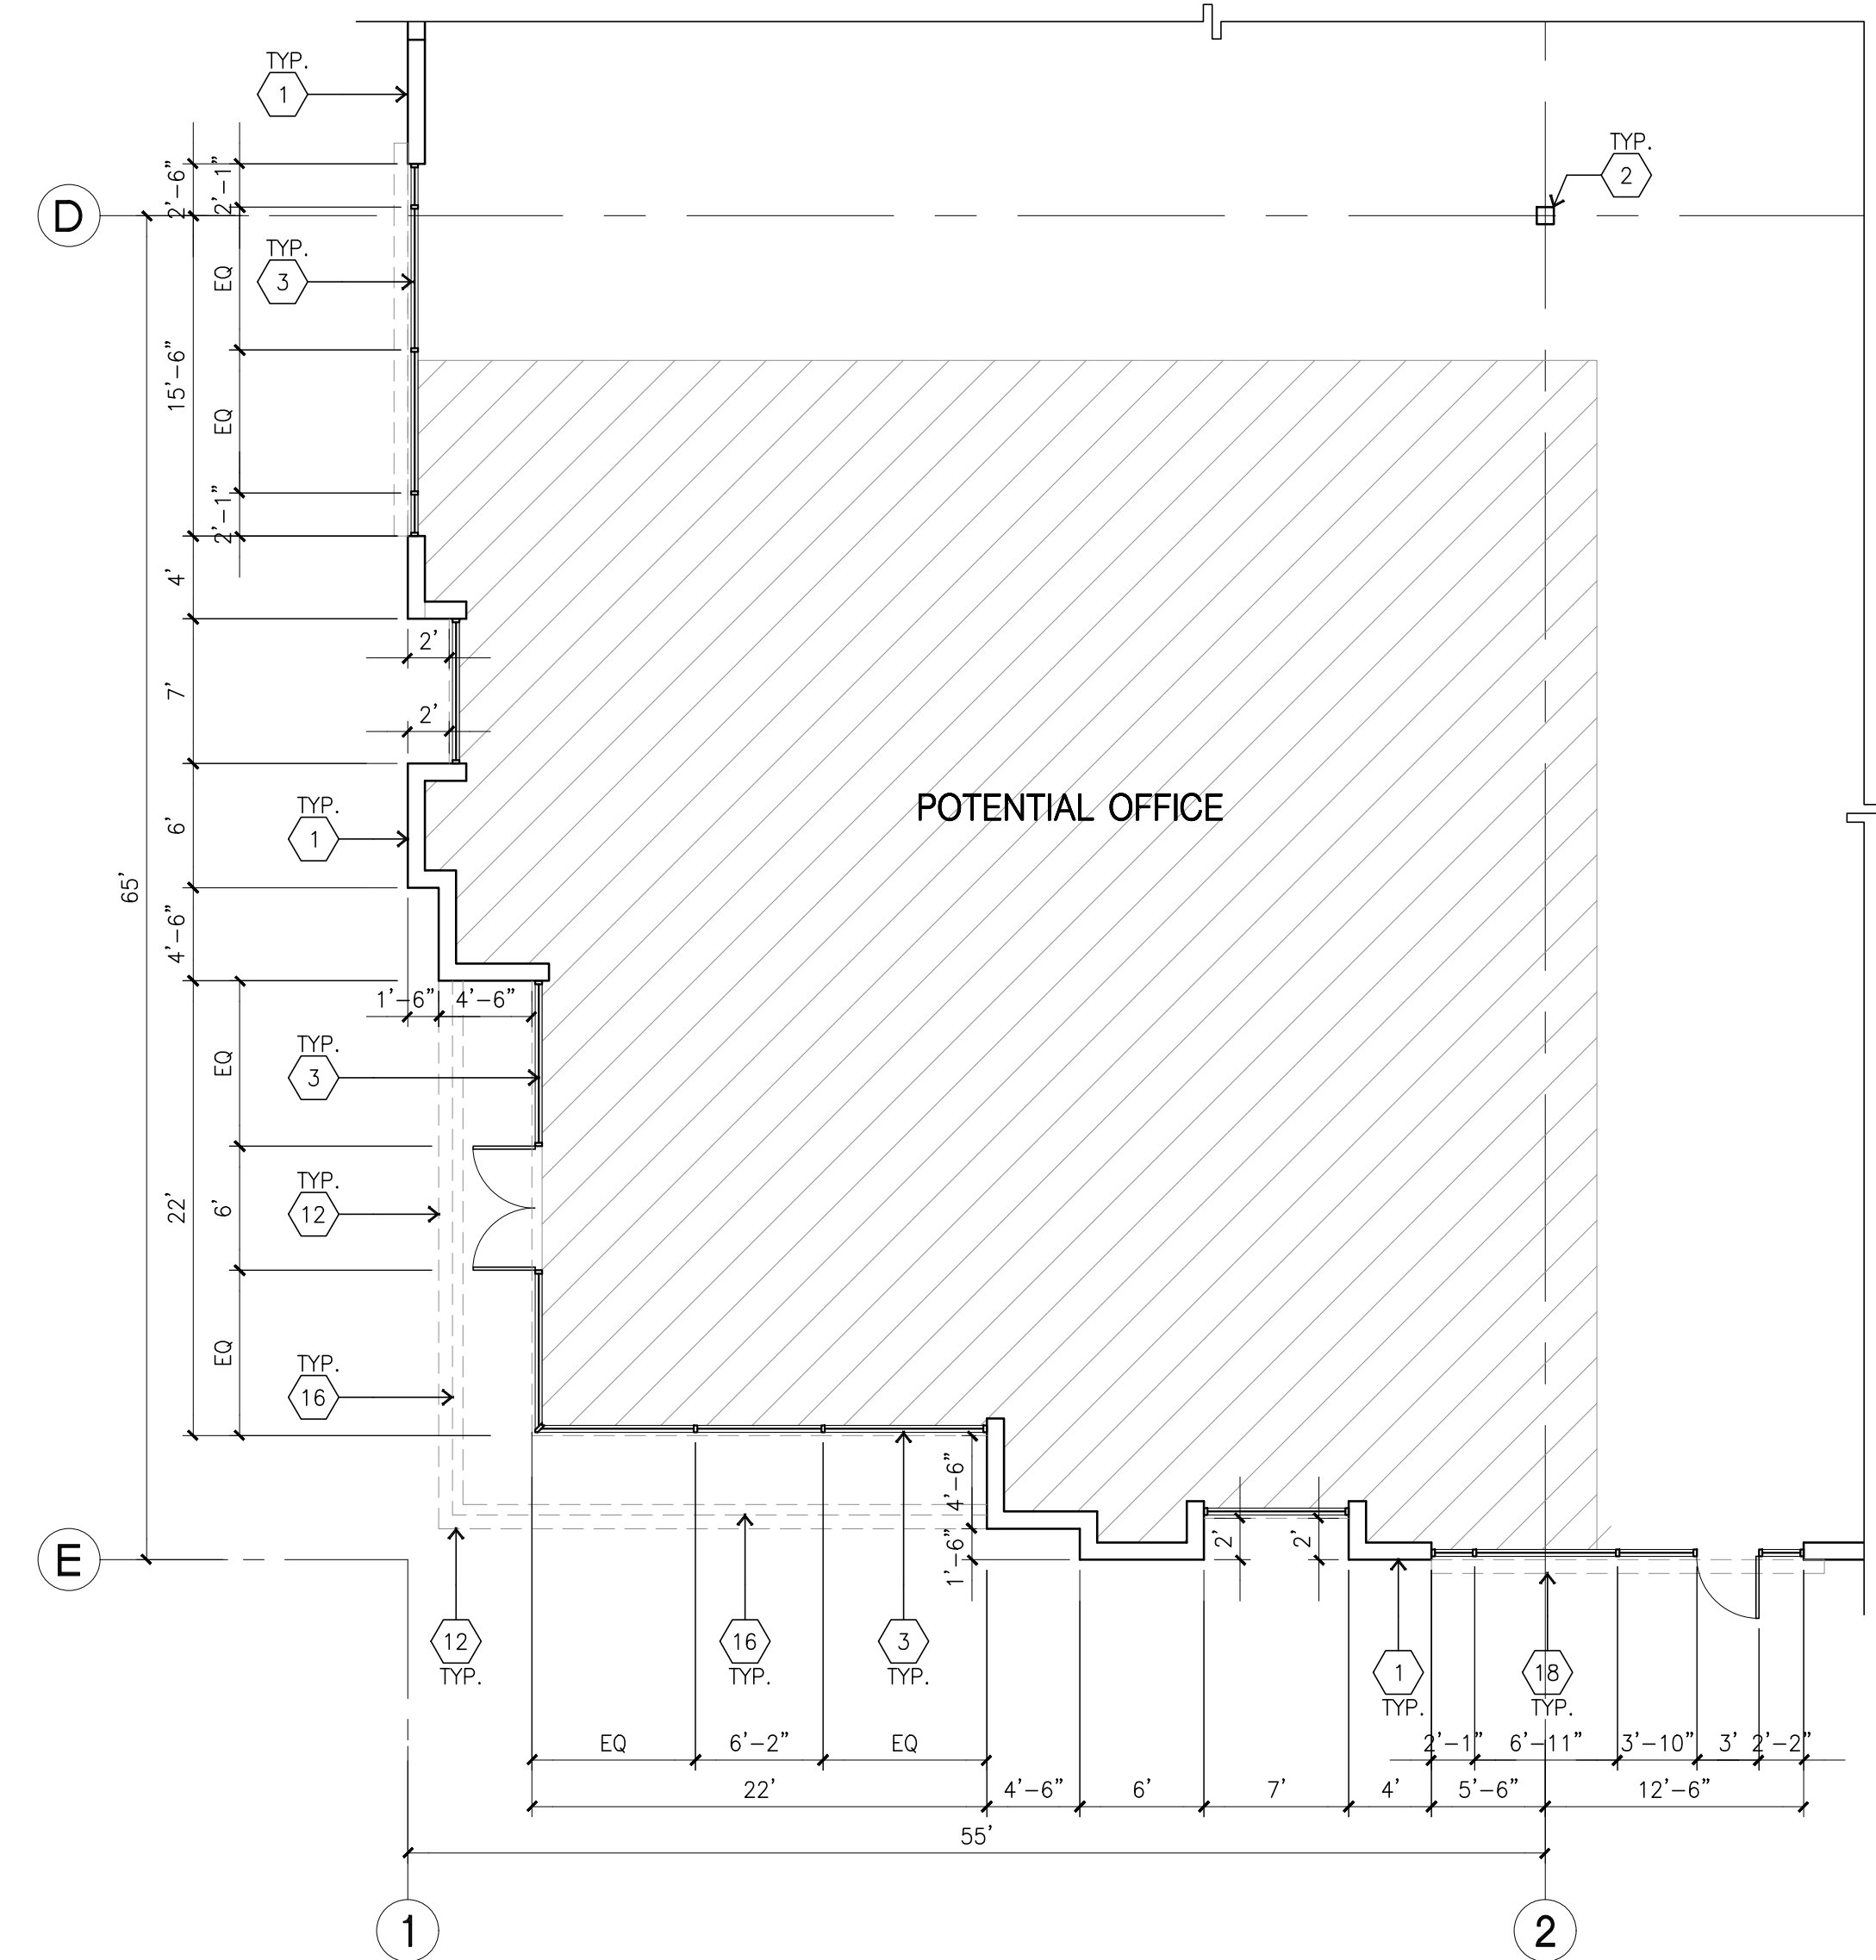 TYP.
1
TYP.
2
2'-6"
2'-1"
D
TYP.
3
EQ
15'-6"
EQ
2'-1"
4'
2'
7'
2'
POTENTIAL OFFICE
TYP.
1
6'
65'
4'-6"
1'-6"
4'-6"
TYP.
3
EQ
TYP.
12
22'
6'
TYP.
16
EQ
4'-6"
1'-6"
2'
2'
E
12
TYP.
16
TYP.
3
TYP.
1
TYP.
18
TYP.
EQ
6'-2"
EQ
2'-1"
6'-11"
3'-10"
3'
2'-2"
22'
4'-6"
6'
7'
4'
5'-6"
12'-6"
55'
1
2